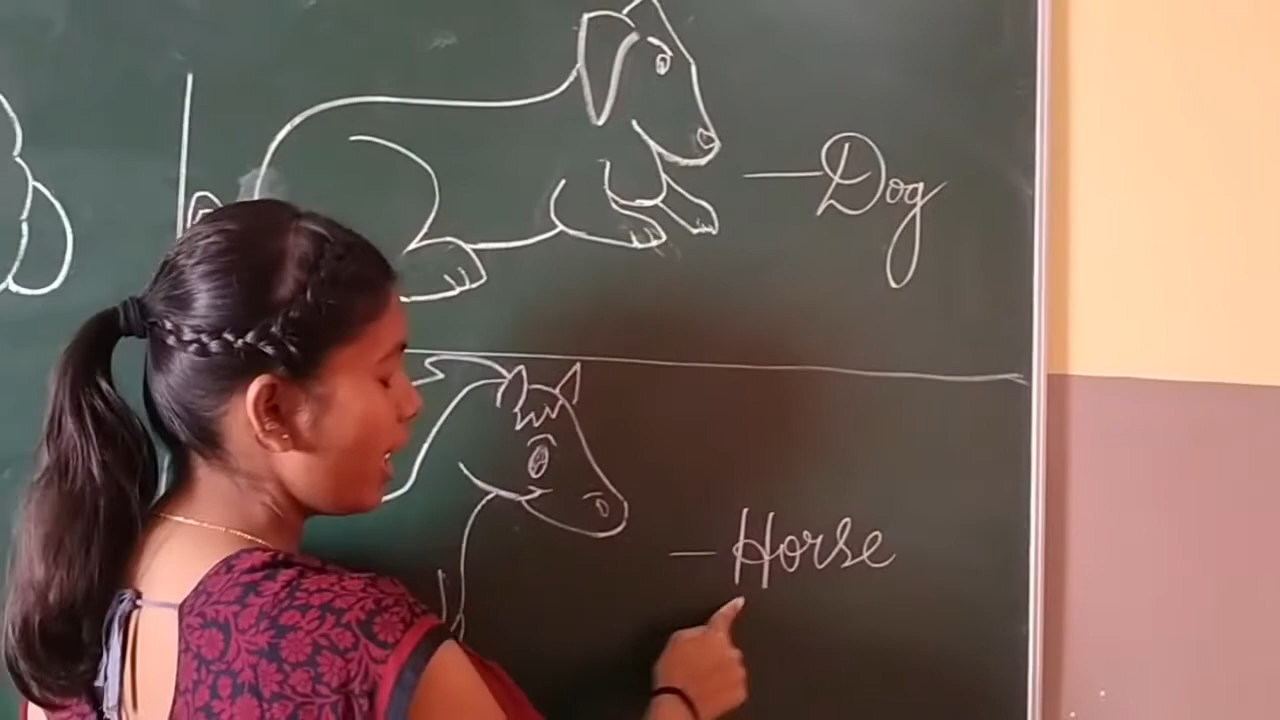 — Dog
— Horse